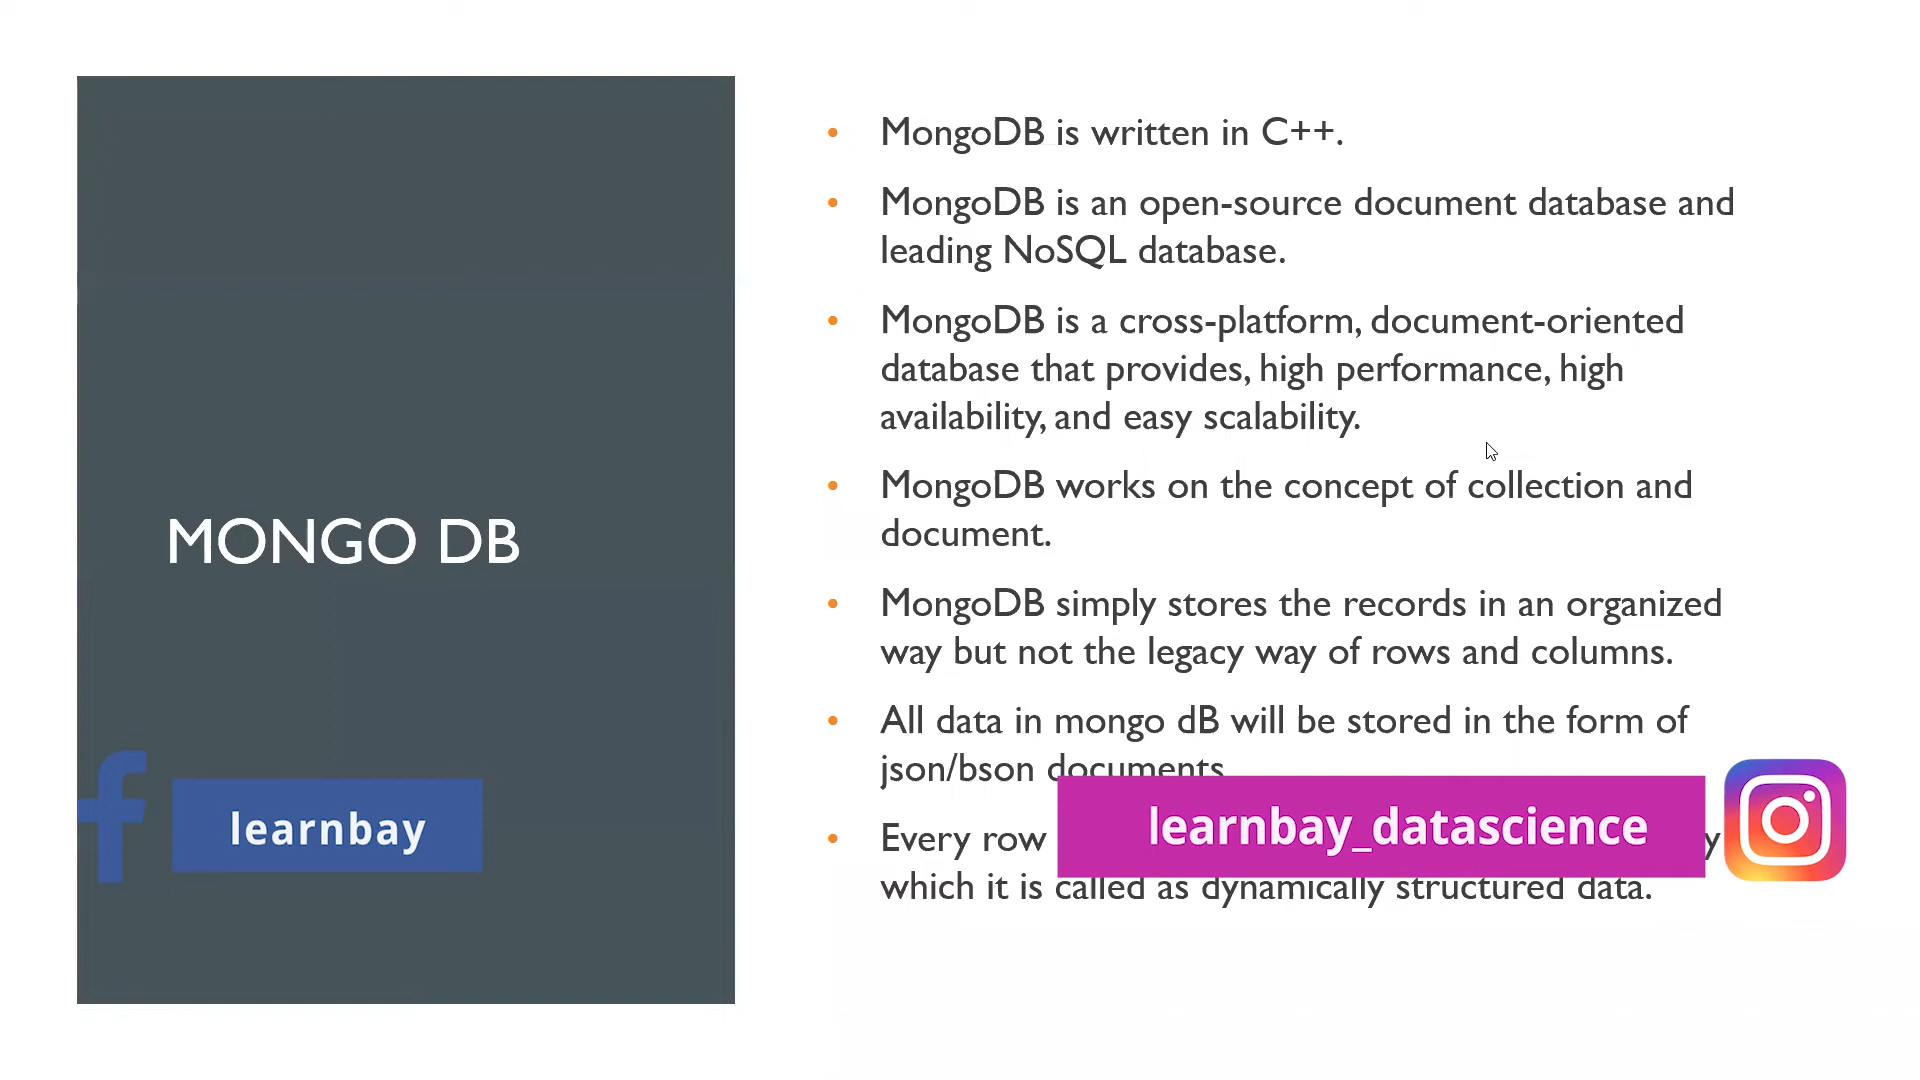 MONGO DB
• MongoDB is written in C++.
• MongoDB is an open-source document database and
leading NoSQL database.
• MongoDB is a cross-platform, document-oriented
database that provides, high performance, high
availability, and easy scalability.
• MongoDB works on the concept of collection and
document.
• MongoDB simply stores the records in an organized
way but not the legacy way of rows and columns.
• All data in mongo dB will be stored in the form of
json/bson documents
• Every row
which it is called as dynamically structured data.
learnbay
learnbay_datascience